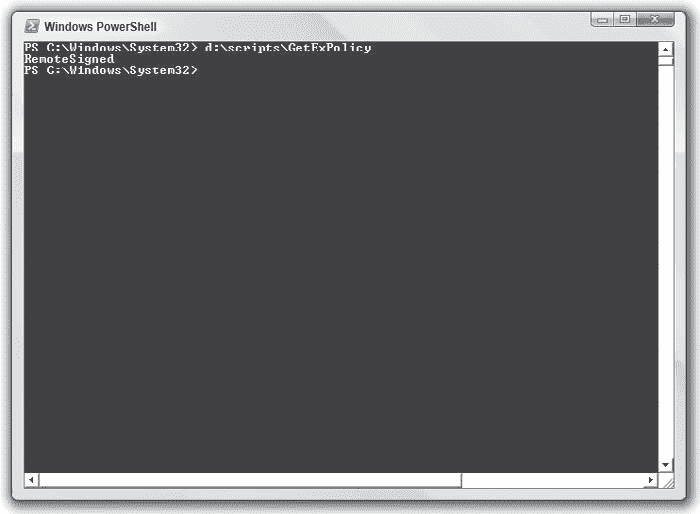 Windows PowerShell
PS C:\Windows\System32> d:\scripts\GetExPolicy
RemoteSigned
PS C:\Windows\System32>